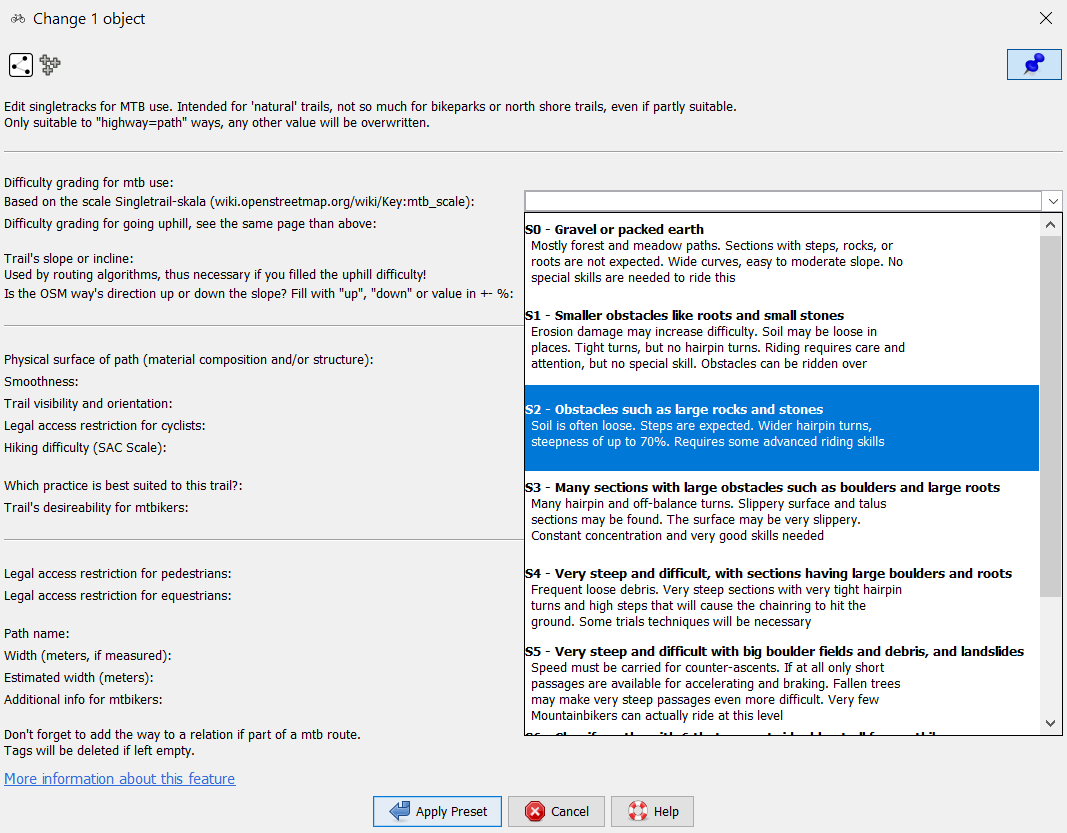 Change 1 object
Edit singletracks for MTB use. Intended for 'natural' trails, not so much for bikeparks or north shore trails, even if partly suitable.
Only suitable to "highway=path" ways, any other value will be overwritten.
Difficulty grading for mtb use:
Based on the scale Singletrail-skala (wiki.openstreetmap.org/wiki/Key:mtb_scale):
Difficulty grading for going uphill, see the same page than above:
Trail's slope or incline:
Used by routing algorithms, thus necessary if you filled the uphill difficulty!
Is the OSM way's direction up or down the slope? Fill with "up", "down" or value in +- %:
Physical surface of path (material composition and/or structure):
Smoothness:
Trail visibility and orientation:
Legal access restriction for cyclists:
Hiking difficulty (SAC Scale):
Which practice is best suited to this trail?:
Trail's desireability for mtbikers:
Legal access restriction for pedestrians:
Legal access restriction for equestrians:
Path name:
Width (meters, if measured):
Estimated width (meters):
Additional info for mtbikers:
Don't forget to add the way to a relation if part of a mtb route.
Tags will be deleted if left empty.
More information about this feature
S0 - Gravel or packed earth
Mostly forest and meadow paths. Sections with steps, rocks, or
roots are not expected. Wide curves, easy to moderate slope. No
special skills are needed to ride this
S1 - Smaller obstacles like roots and small stones
Erosion damage may increase difficulty. Soil may be loose in
places. Tight turns, but no hairpin turns. Riding requires care and
attention, but no special skill. Obstacles can be ridden over
S2 - Obstacles such as large rocks and stones
Soil is often loose. Steps are expected. Wider hairpin turns,
steepness of up to 70%. Requires some advanced riding skills
S3 - Many sections with large obstacles such as boulders and large roots
Many hairpin and off-balance turns. Slippery surface and talus
sections may be found. The surface may be very slippery.
Constant concentration and very good skills needed
S4 - Very steep and difficult, with sections having large boulders and roots
Frequent loose debris. Very steep sections with very tight hairpin
turns and high steps that will cause the chainring to hit the
ground. Some trials techniques will be necessary
S5 - Very steep and difficult with big boulder fields and debris, and landslides
Speed must be carried for counter-ascents. If at all only short
passages are available for accelerating and braking. Fallen trees
may make very steep passages even more difficult. Very few
Mountainbikers can actually ride at this level
Apply Preset
Cancel
Help